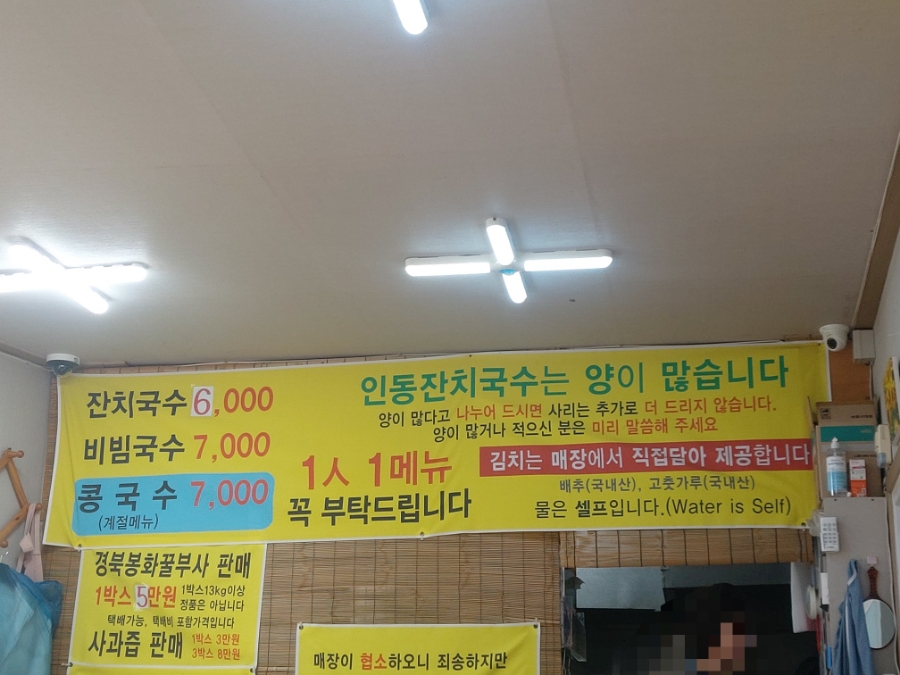 잔치국수 6,000
비빔국수 7,000
콩국수 7,000
(계절메뉴)
1人 1메뉴
꼭 부탁드립니다
인동잔치국수는 양이 많습니다
양이 많다고 나누어 드시면 사리는 추가로 더 드리지 않습니다.
양이 많거나 적으신 분은 미리 말씀해 주세요
김치는 매장에서 직접담아 제공합니다
배추(국내산), 고춧가루(국내산)
물은 셀프입니다.(Water is Self)
경북봉화꿀부사 판매
1박스 5만원 1박스13kg이상
정품은 아닙니다
택배가능, 택배비 포함가격입니다
사과즙 판매 1박스 3만원
3박스 8만원
매장이 협소하오니 죄송하지만